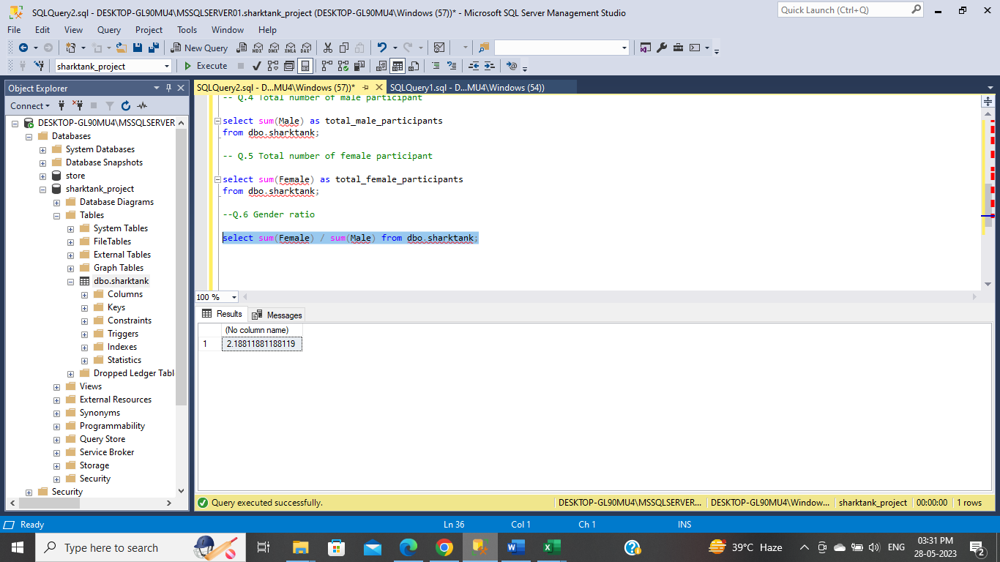 SQLQuery2.sql - DESKTOP-GL90MU4\MSSQLSERVER01.sharktank_project (DESKTOP-GL90MU4\Windows (57))* - Microsoft SQL Server Management Studio
Quick Launch (Ctrl+Q)
File Edit View Query Project Tools Window Help
New Query MDX DMX XMLA DAX
sharktank_project Execute
Object Explorer
Connect
DESKTOP-GL90MU4\MSSQLSERVER
Databases
System Databases
Database Snapshots
store
sharktank_project
Database Diagrams
Tables
System Tables
FileTables
External Tables
Graph Tables
dbo.sharktank
Columns
Keys
Constraints
Triggers
Indexes
Statistics
Dropped Ledger Tabl
Views
External Resources
Synonyms
Programmability
Query Store
Service Broker
Storage
Security
Security
SQLQuery2.sql - D...MU4\Windows (57))* SQLQuery1.sql - D...MU4\Windows (54))
-- Q.4 Total number of male participant
select sum(Male) as total_male_participants
from dbo.sharktank;
-- Q.5 Total number of female participant
select sum(Female) as total_female_participants
from dbo.sharktank;
--Q.6 Gender ratio
select sum(Female) / sum(Male) from dbo.sharktank;
100 %
Results Messages
(No column name)
1 2.18811881188119
Query executed successfully. DESKTOP-GL90MU4\MSSQLSERVER... DESKTOP-GL90MU4\Window... sharktank_project 00:00:00 1 rows
Ready Ln 36 Col 1 Ch 1 INS
Type here to search
39°C Haze ENG 03:31 PM
28-05-2023
2